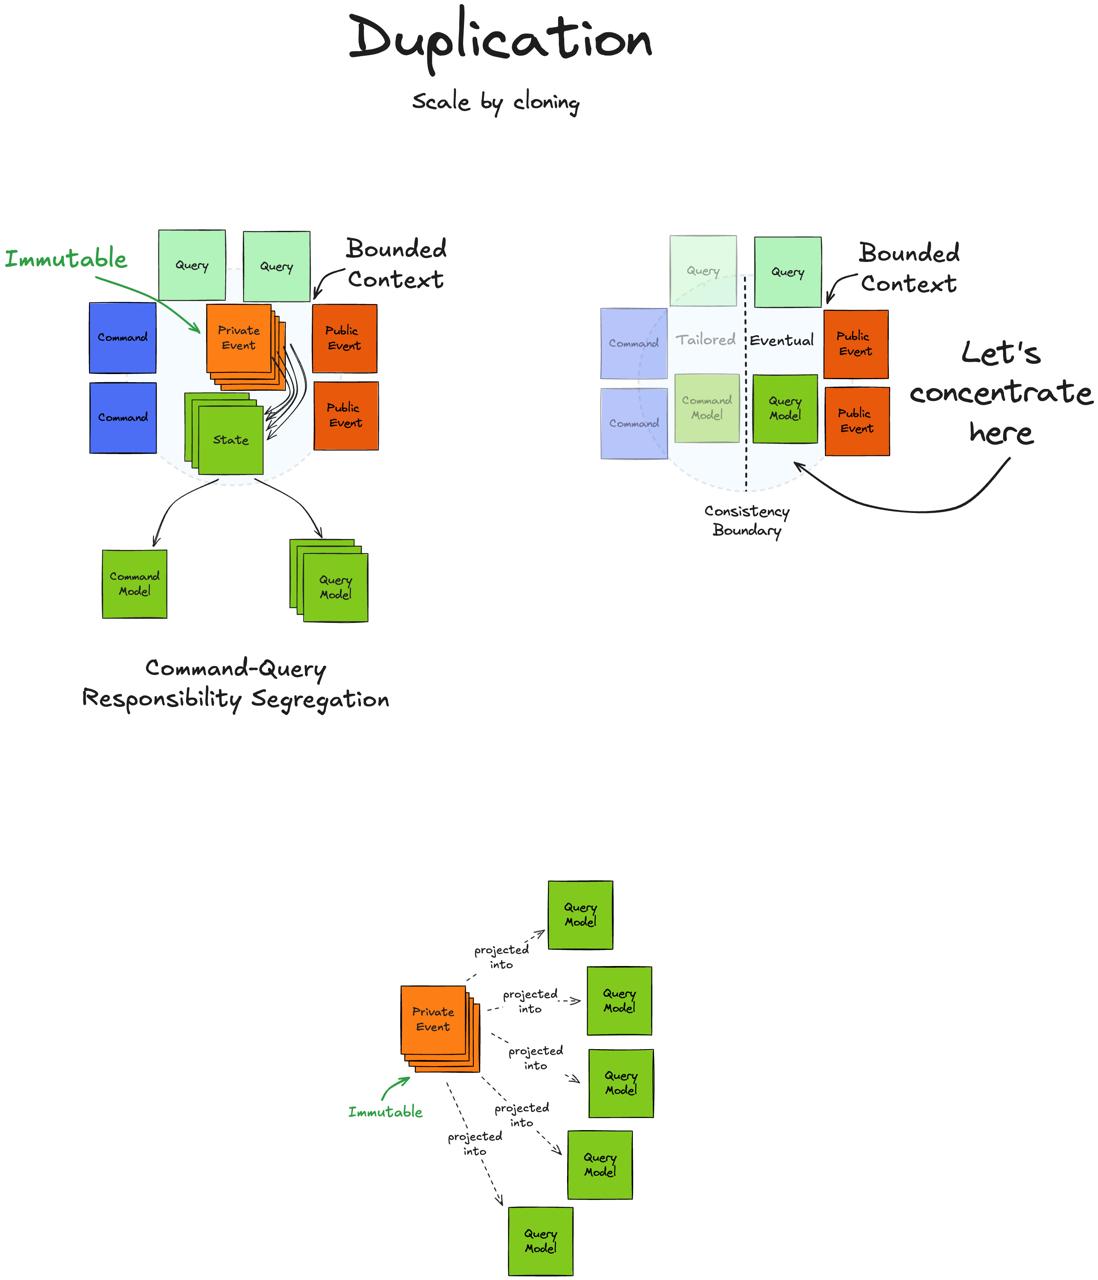 Duplication
Scale by cloning
Immutable
Query
Query
Bounded
Context
Command
Private
Event
Public
Event
Command
State
Public
Event
Command
Model
Query
Model
Command-Query
Responsibility Segregation
Query
Query
Bounded
Context
Command
Tailored
Eventual
Public
Event
Command
Command
Model
Query
Model
Public
Event
Consistency
Boundary
Let's
concentrate
here
Query
Model
projected
into
Private
Event
projected
into
Query
Model
projected
into
Query
Model
Immutable
projected
into
projected
into
Query
Model
Query
Model